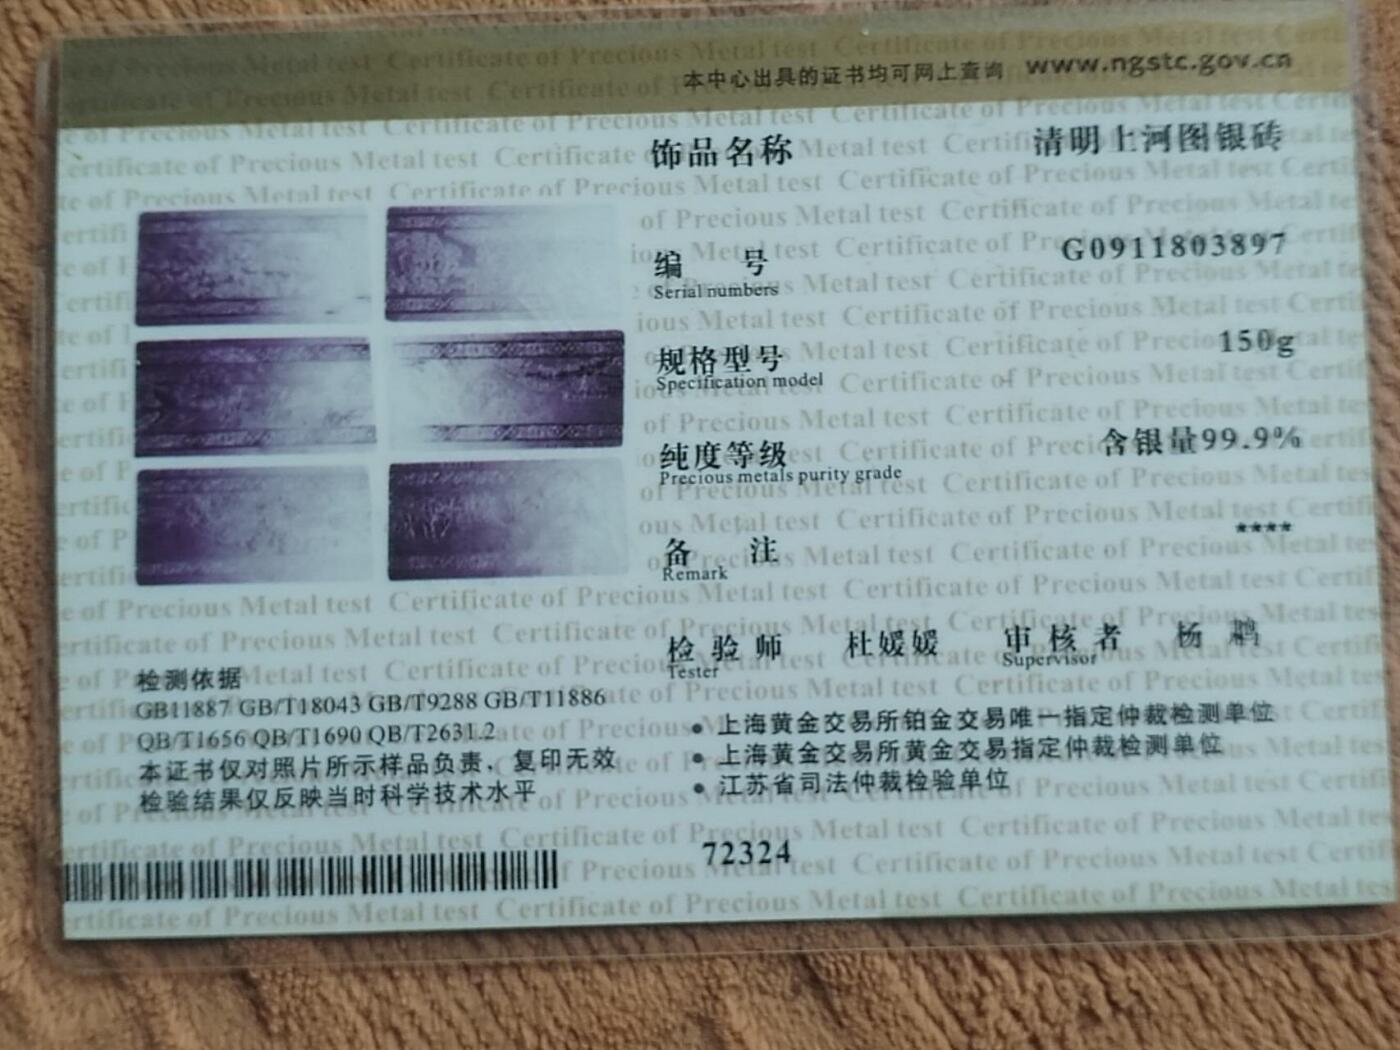 本中心出具的证书均可网上查询 www.ngstc.gov.cn
饰品名称 清明上河图银砖
编 号 G0911803897
Serial numbers
规格型号 150g
Specification model
纯度等级 含银量99.9%
Precious metals purity grade
备 注 ****
Remark
检 验 师 杜媛媛 审 核 者 杨 鹔
Tester Supervisor
检测依据
GB11887 GB/T18043 GB/T9288 GB/T11886
QB/T1656 QB/T1690 QB/T2631.2
本证书仅对照片所示样品负责，复印无效
检验结果仅反映当时科学技术水平
● 上海黄金交易所铂金交易唯一指定仲裁检测单位
● 上海黄金交易所黄金交易指定仲裁检测单位
● 江苏省司法仲裁检验单位
72324
Certificate of Precious Metal test